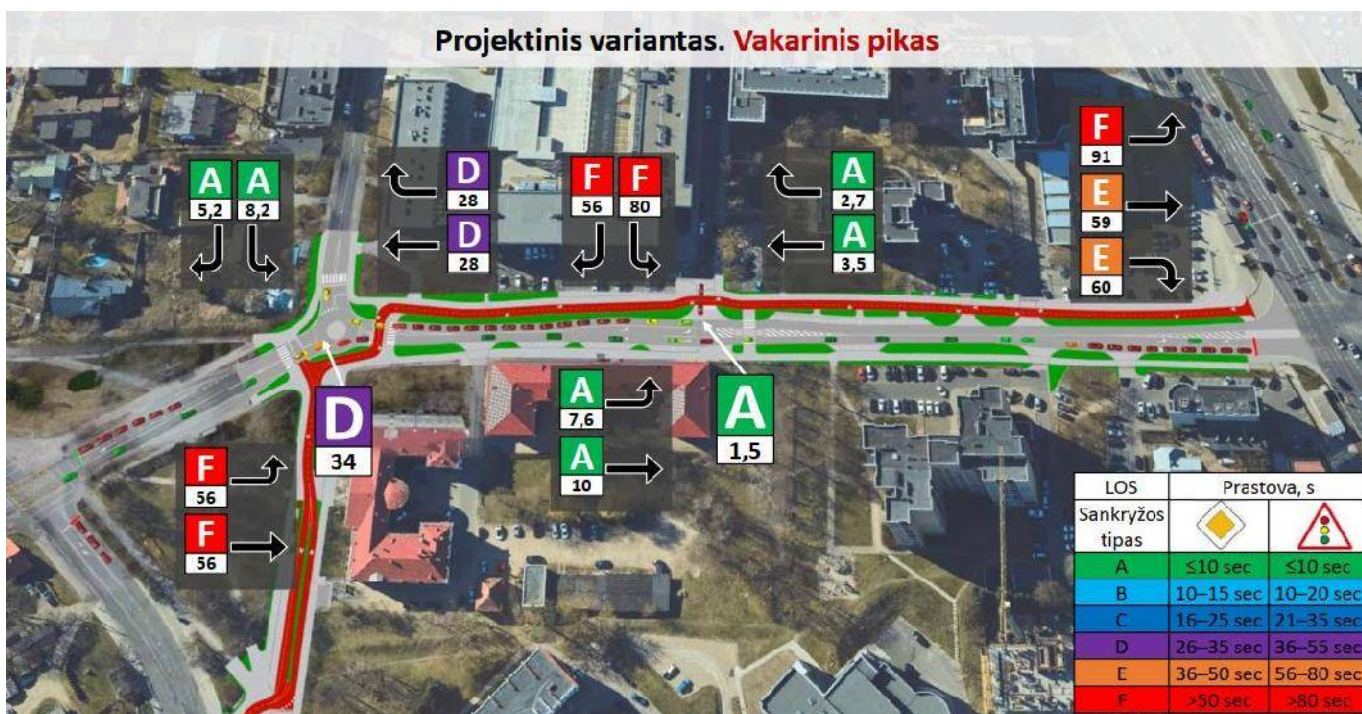 Projektinis variantas. Vakarinis pikas
A A
5,2 8,2
D
28
D
28
F F
56 80
A
2,7
A
3,5
F
91
E
59
E
60
D
34
A
7,6
A
10
A
1,5
F
56
F
56
LOS Prastova, s
Sankryžos tipas
A ≤10 sec ≤10 sec
B 10–15 sec 10–20 sec
C 16–25 sec 21–35 sec
D 26–35 sec 36–55 sec
E 36–50 sec 56–80 sec
F >50 sec >80 sec